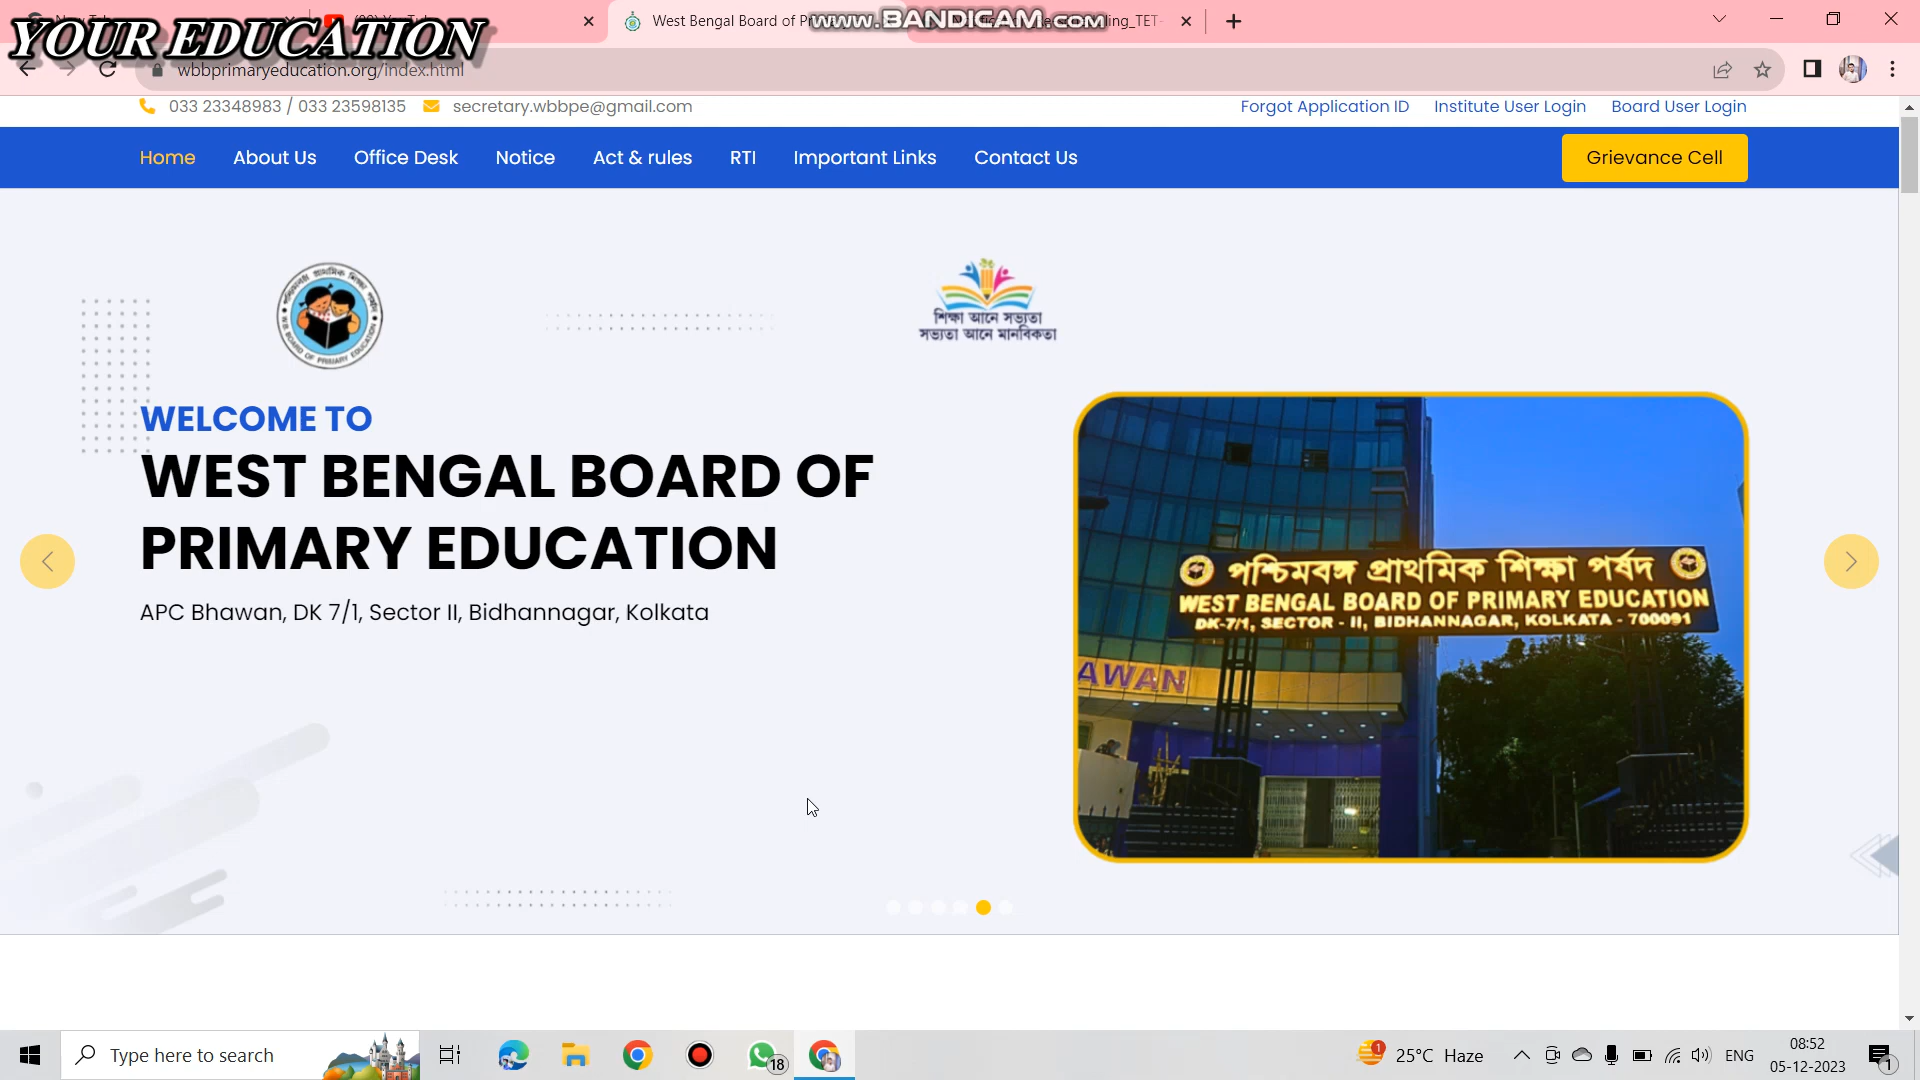 YOUR EDUCATION
West Bengal Board of
www.BANDICAM.com
wbbprimaryeducation.org/index.html
033 23348983 / 033 23598135
secretary.wbbpe@gmail.com
Forgot Application ID
Institute User Login
Board User Login
Home
About Us
Office Desk
Notice
Act & rules
RTI
Important Links
Contact Us
Grievance Cell
শিক্ষা আনে সভ্যতা
সভ্যতা আনে মানবিকতা
WELCOME TO
WEST BENGAL BOARD OF
PRIMARY EDUCATION
APC Bhawan, DK 7/1, Sector II, Bidhannagar, Kolkata
পশ্চিমবঙ্গ প্রাথমিক শিক্ষা পর্ষদ
WEST BENGAL BOARD OF PRIMARY EDUCATION
DK-7/1, SECTOR - II, BIDHANNAGAR, KOLKATA - 700091
AWAN
Type here to search
18
1
25°C Haze
ENG
08:52
05-12-2023
1